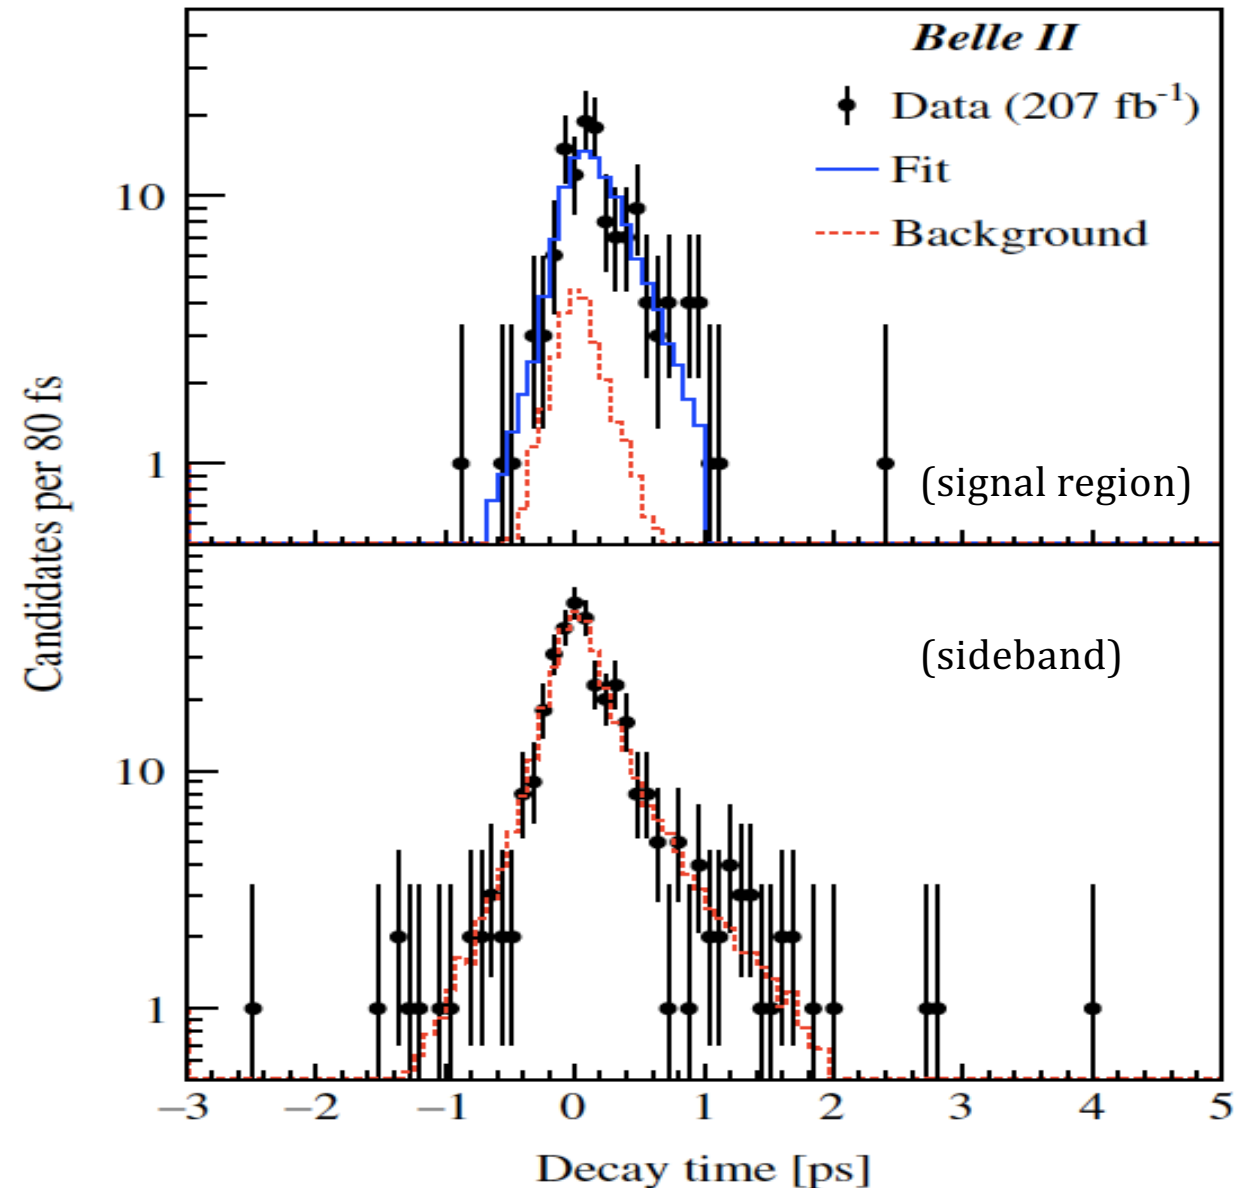 Belle II
Data (207 fb⁻¹)
Fit
Background
10
1
(signal region)
Candidates per 80 fs
(sideband)
10
1
−3 −2 −1 0 1 2 3 4 5
Decay time [ps]